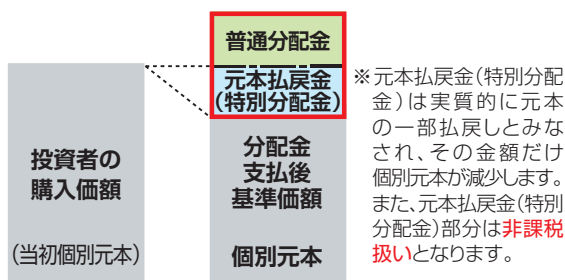 普通分配金
元本払戻金
(特別分配金)
投資者の
購入価額
(当初個別元本)
分配金
支払後
基準価額
個別元本
※元本払戻金(特別分配
金)は実質的に元本
の一部払戻しとみな
され、その金額だけ
個別元本が減少します。
また、元本払戻金(特別
分配金)部分は非課税
扱いとなります。